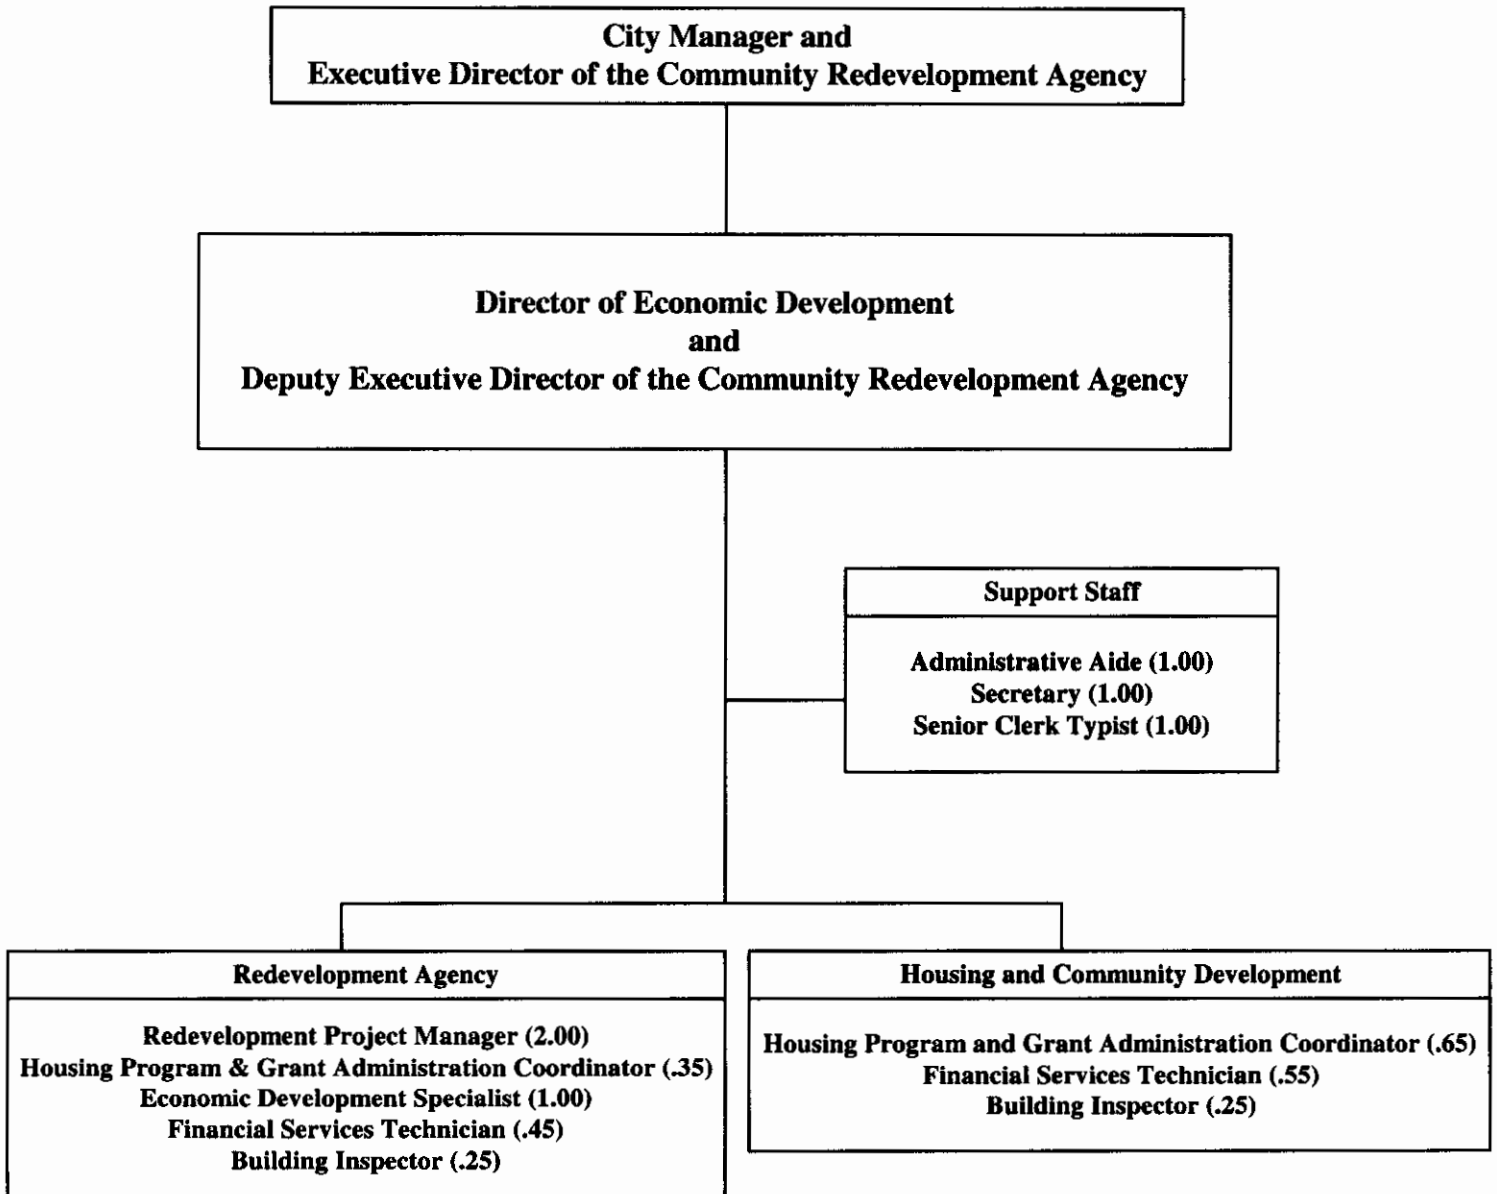 City Manager and
Executive Director of the Community Redevelopment Agency
Director of Economic Development
and
Deputy Executive Director of the Community Redevelopment Agency
Support Staff
Administrative Aide (1.00)
Secretary (1.00)
Senior Clerk Typist (1.00)
Redevelopment Agency
Redevelopment Project Manager (2.00)
Housing Program & Grant Administration Coordinator (.35)
Economic Development Specialist (1.00)
Financial Services Technician (.45)
Building Inspector (.25)
Housing and Community Development
Housing Program and Grant Administration Coordinator (.65)
Financial Services Technician (.55)
Building Inspector (.25)